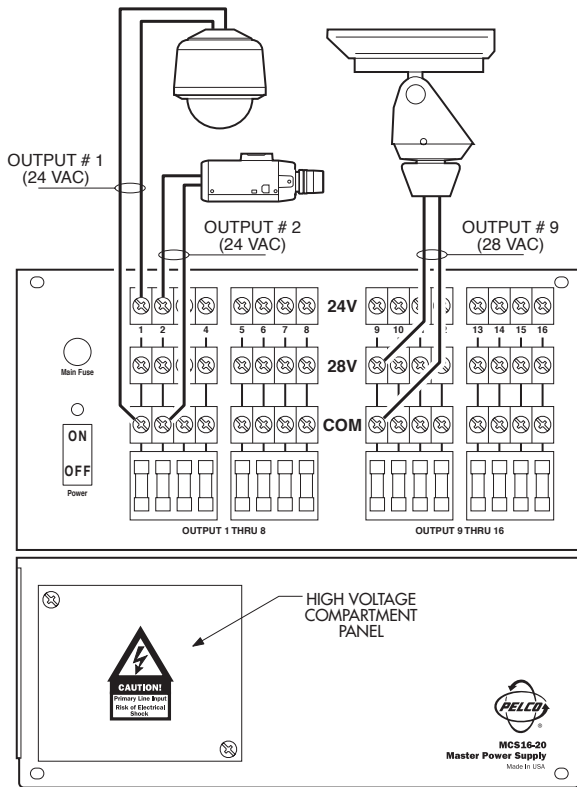 OUTPUT # 1
(24 VAC)
OUTPUT # 2
(24 VAC)
OUTPUT # 9
(28 VAC)
24V
1 2 4 5 6 7 8 9 10 13 14 15 16
Main Fuse
28V
ON
OFF
Power
COM
OUTPUT 1 THRU 8
OUTPUT 9 THRU 16
HIGH VOLTAGE
COMPARTMENT
PANEL
CAUTION!
Primary Line Input
Risk of Electrical
Shock
PELCO
®
MCS16-20
Master Power Supply
Made In USA